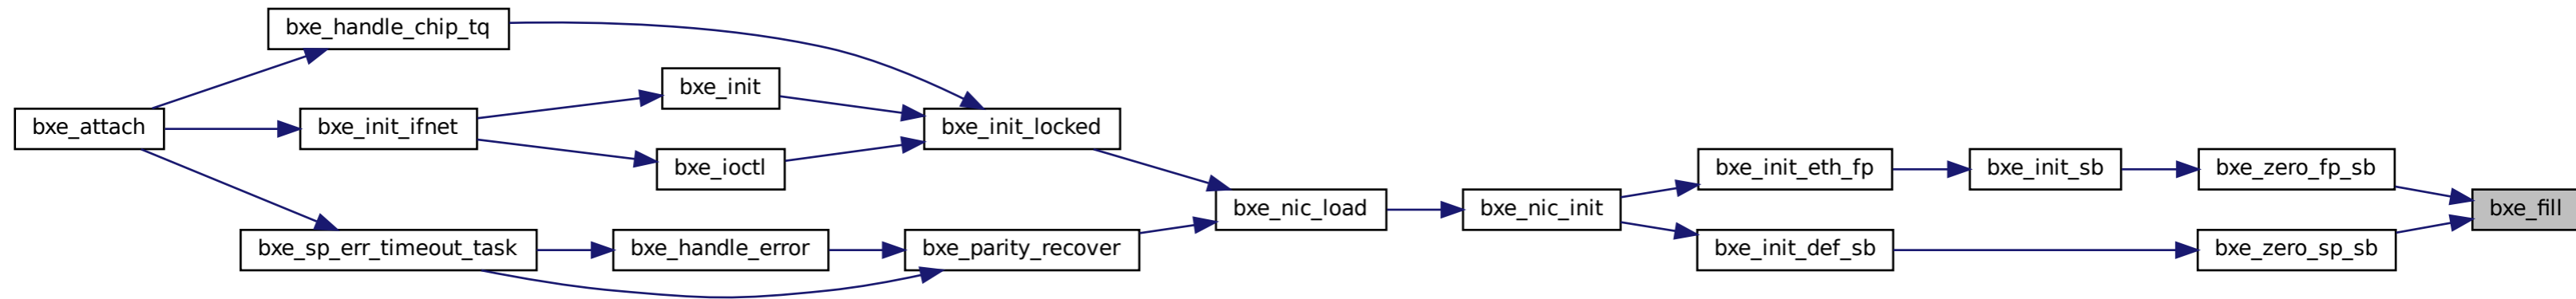 bxe_handle_chip_tq
bxe_init
bxe_attach
bxe_init_ifnet
bxe_init_locked
bxe_ioctl
bxe_init_eth_fp
bxe_init_sb
bxe_zero_fp_sb
bxe_nic_load
bxe_nic_init
bxe_fill
bxe_sp_err_timeout_task
bxe_handle_error
bxe_parity_recover
bxe_init_def_sb
bxe_zero_sp_sb